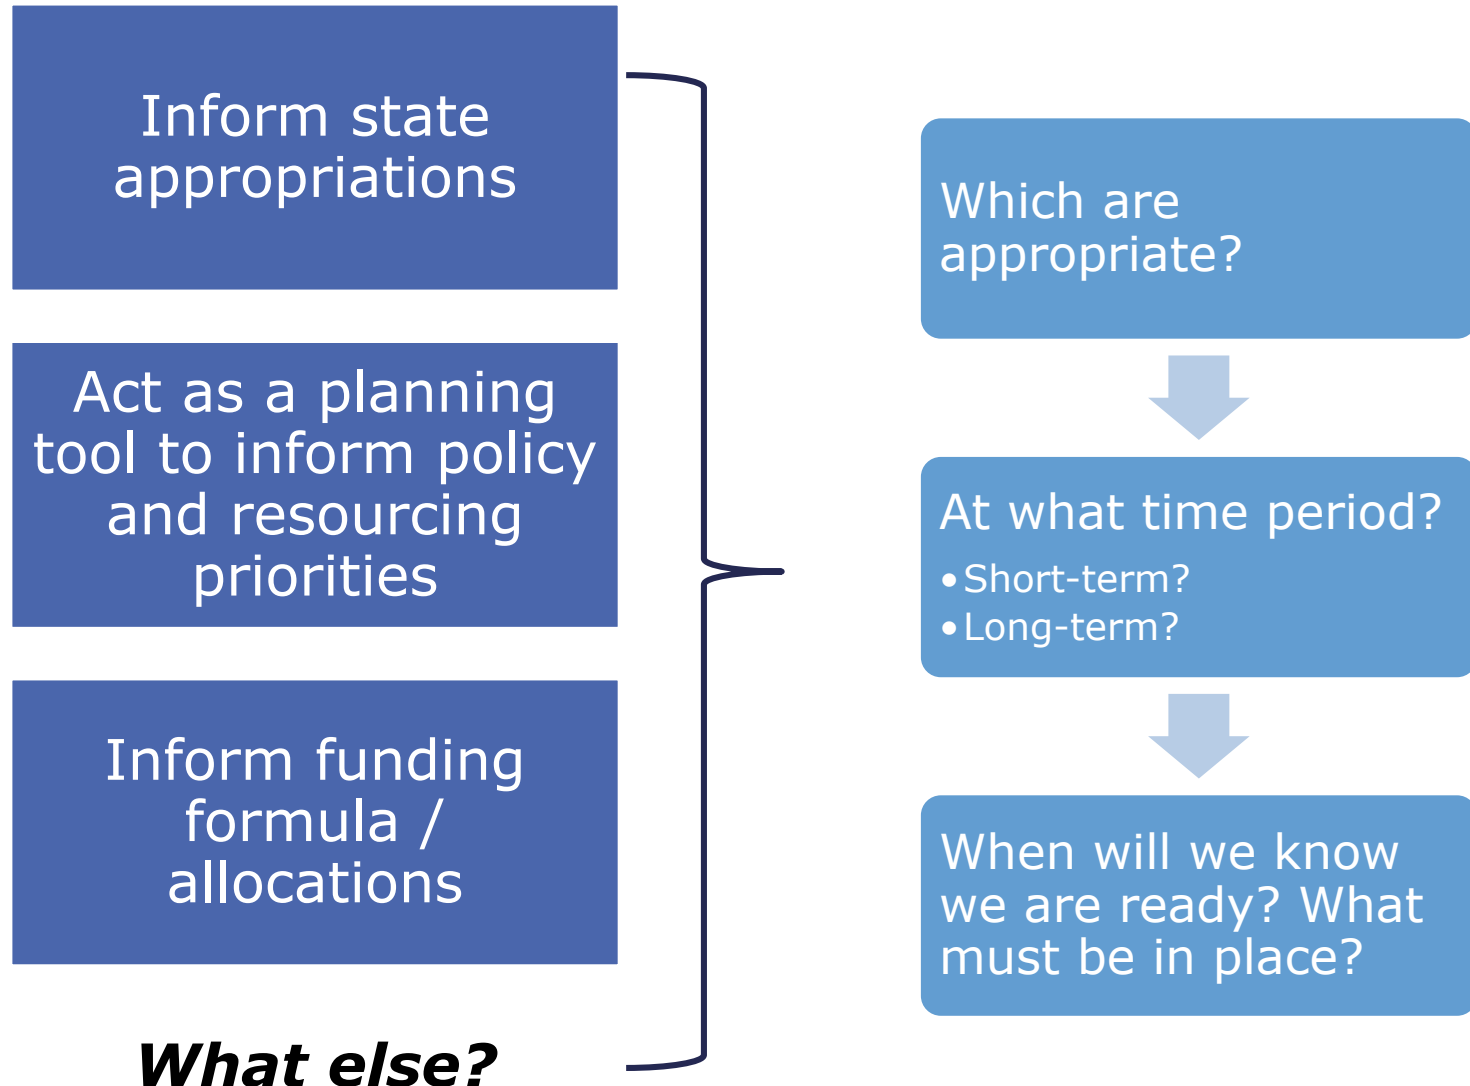 Inform state
appropriations
Act as a planning
tool to inform policy
and resourcing
priorities
Inform funding
formula /
allocations
What else?
Which are
appropriate?
At what time period?
•Short-term?
•Long-term?
When will we know
we are ready? What
must be in place?